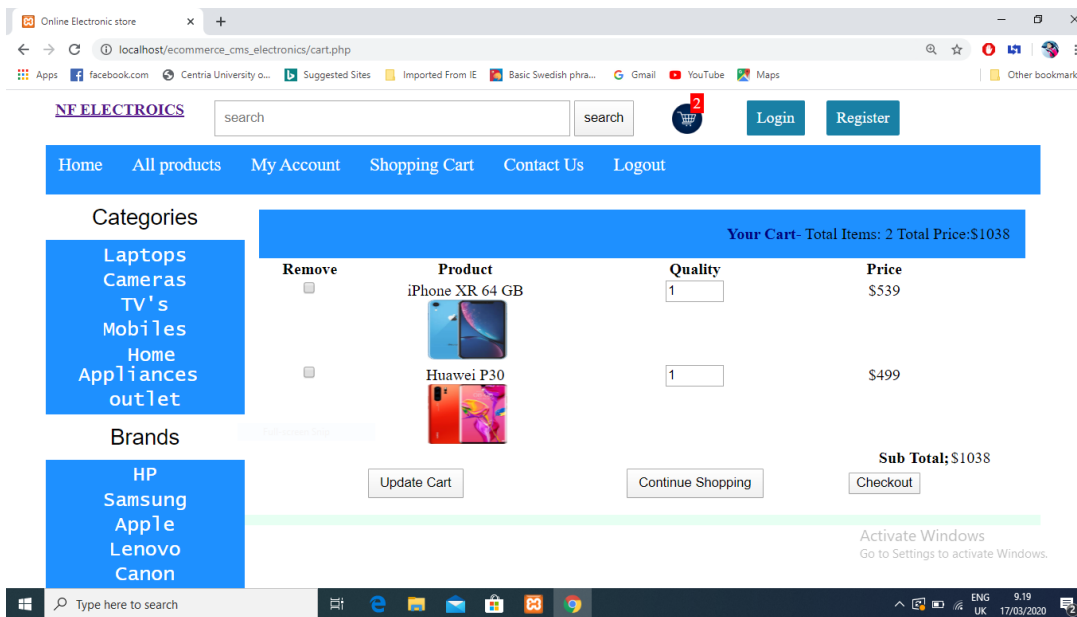 Online Electronic store
localhost/ecommerce_cms_electronics/cart.php
Apps facebook.com Centria University o... Suggested Sites Imported From IE Basic Swedish phra... Gmail YouTube Maps Other bookmark
NF ELECTROICS search search 2 Login Register
Home All products My Account Shopping Cart Contact Us Logout
Categories
Laptops
Cameras
TV's
Mobiles
Home
Appliances
outlet
Brands
HP
Samsung
Apple
Lenovo
Canon
Your Cart- Total Items: 2 Total Price:$1038
Remove Product Quality Price
iPhone XR 64 GB 1 $539
Huawei P30 1 $499
Sub Total; $1038
Update Cart Continue Shopping Checkout
Activate Windows
Go to Settings to activate Windows.
Type here to search
ENG 9.19
UK 17/03/2020 2